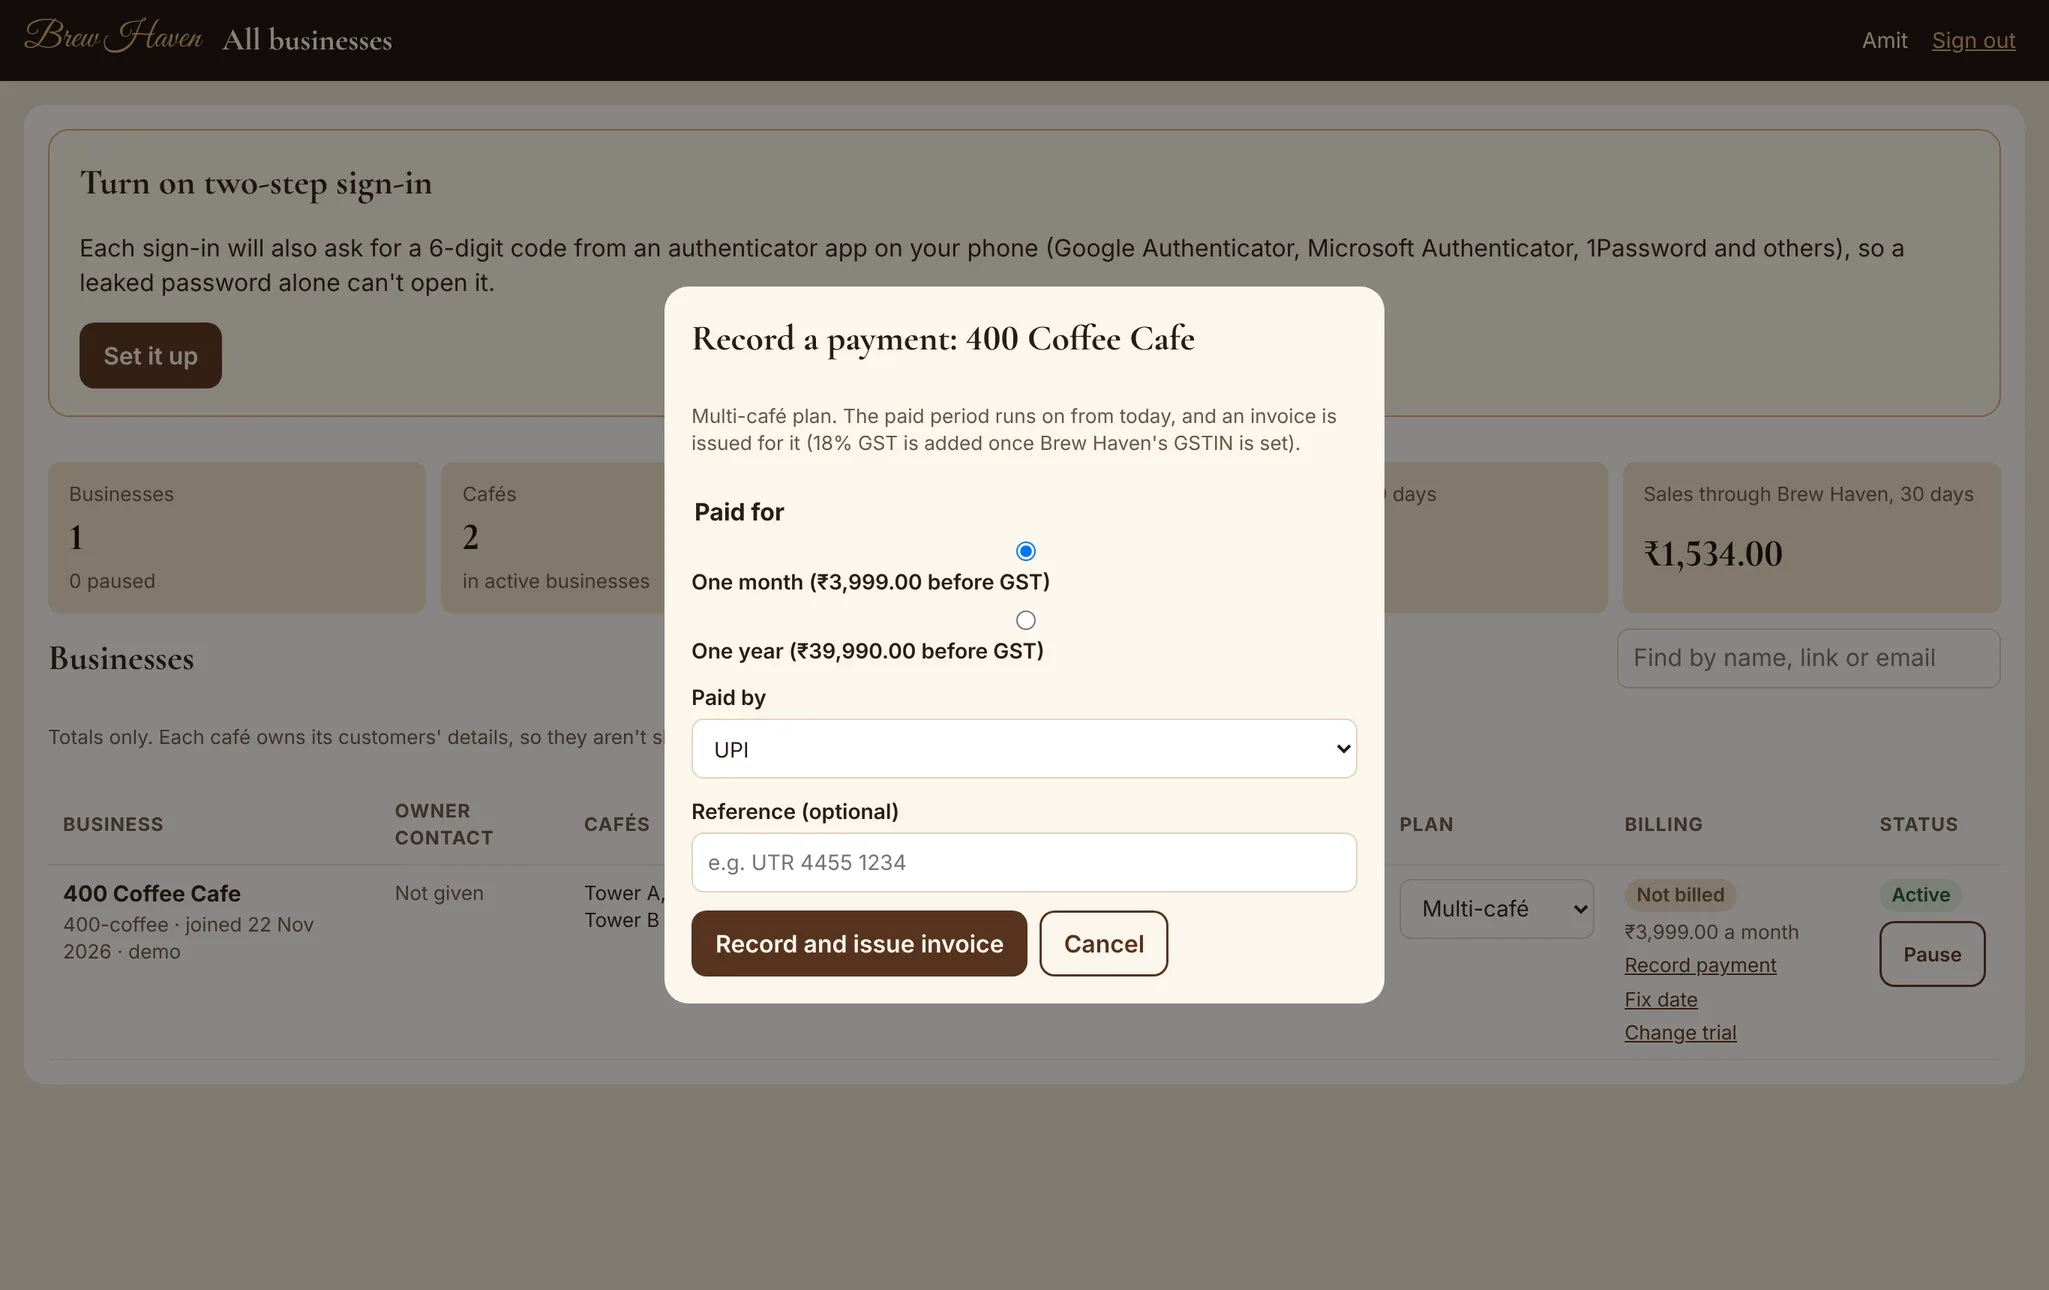 Brew Haven All businesses
Amit Sign out
Turn on two-step sign-in
Each sign-in will also ask for a 6-digit code from an authenticator app on your phone (Google Authenticator, Microsoft Authenticator, 1Password and others), so a
leaked password alone can't open it.
Set it up
Record a payment: 400 Coffee Cafe
Multi-café plan. The paid period runs on from today, and an invoice is
issued for it (18% GST is added once Brew Haven's GSTIN is set).
Paid for
One month (₹3,999.00 before GST)
One year (₹39,990.00 before GST)
Paid by
UPI
Reference (optional)
e.g. UTR 4455 1234
Record and issue invoice Cancel
Businesses
1
0 paused
Cafés
2
in active businesses
days
Sales through Brew Haven, 30 days
₹1,534.00
Businesses
Find by name, link or email
Totals only. Each café owns its customers' details, so they aren't
BUSINESS
OWNER
CONTACT
CAFÉS
PLAN
BILLING
STATUS
400 Coffee Cafe
400-coffee · joined 22 Nov
2026 · demo
Not given
Tower A,
Tower B
Multi-café
Not billed
₹3,999.00 a month
Record payment
Fix date
Change trial
Active
Pause